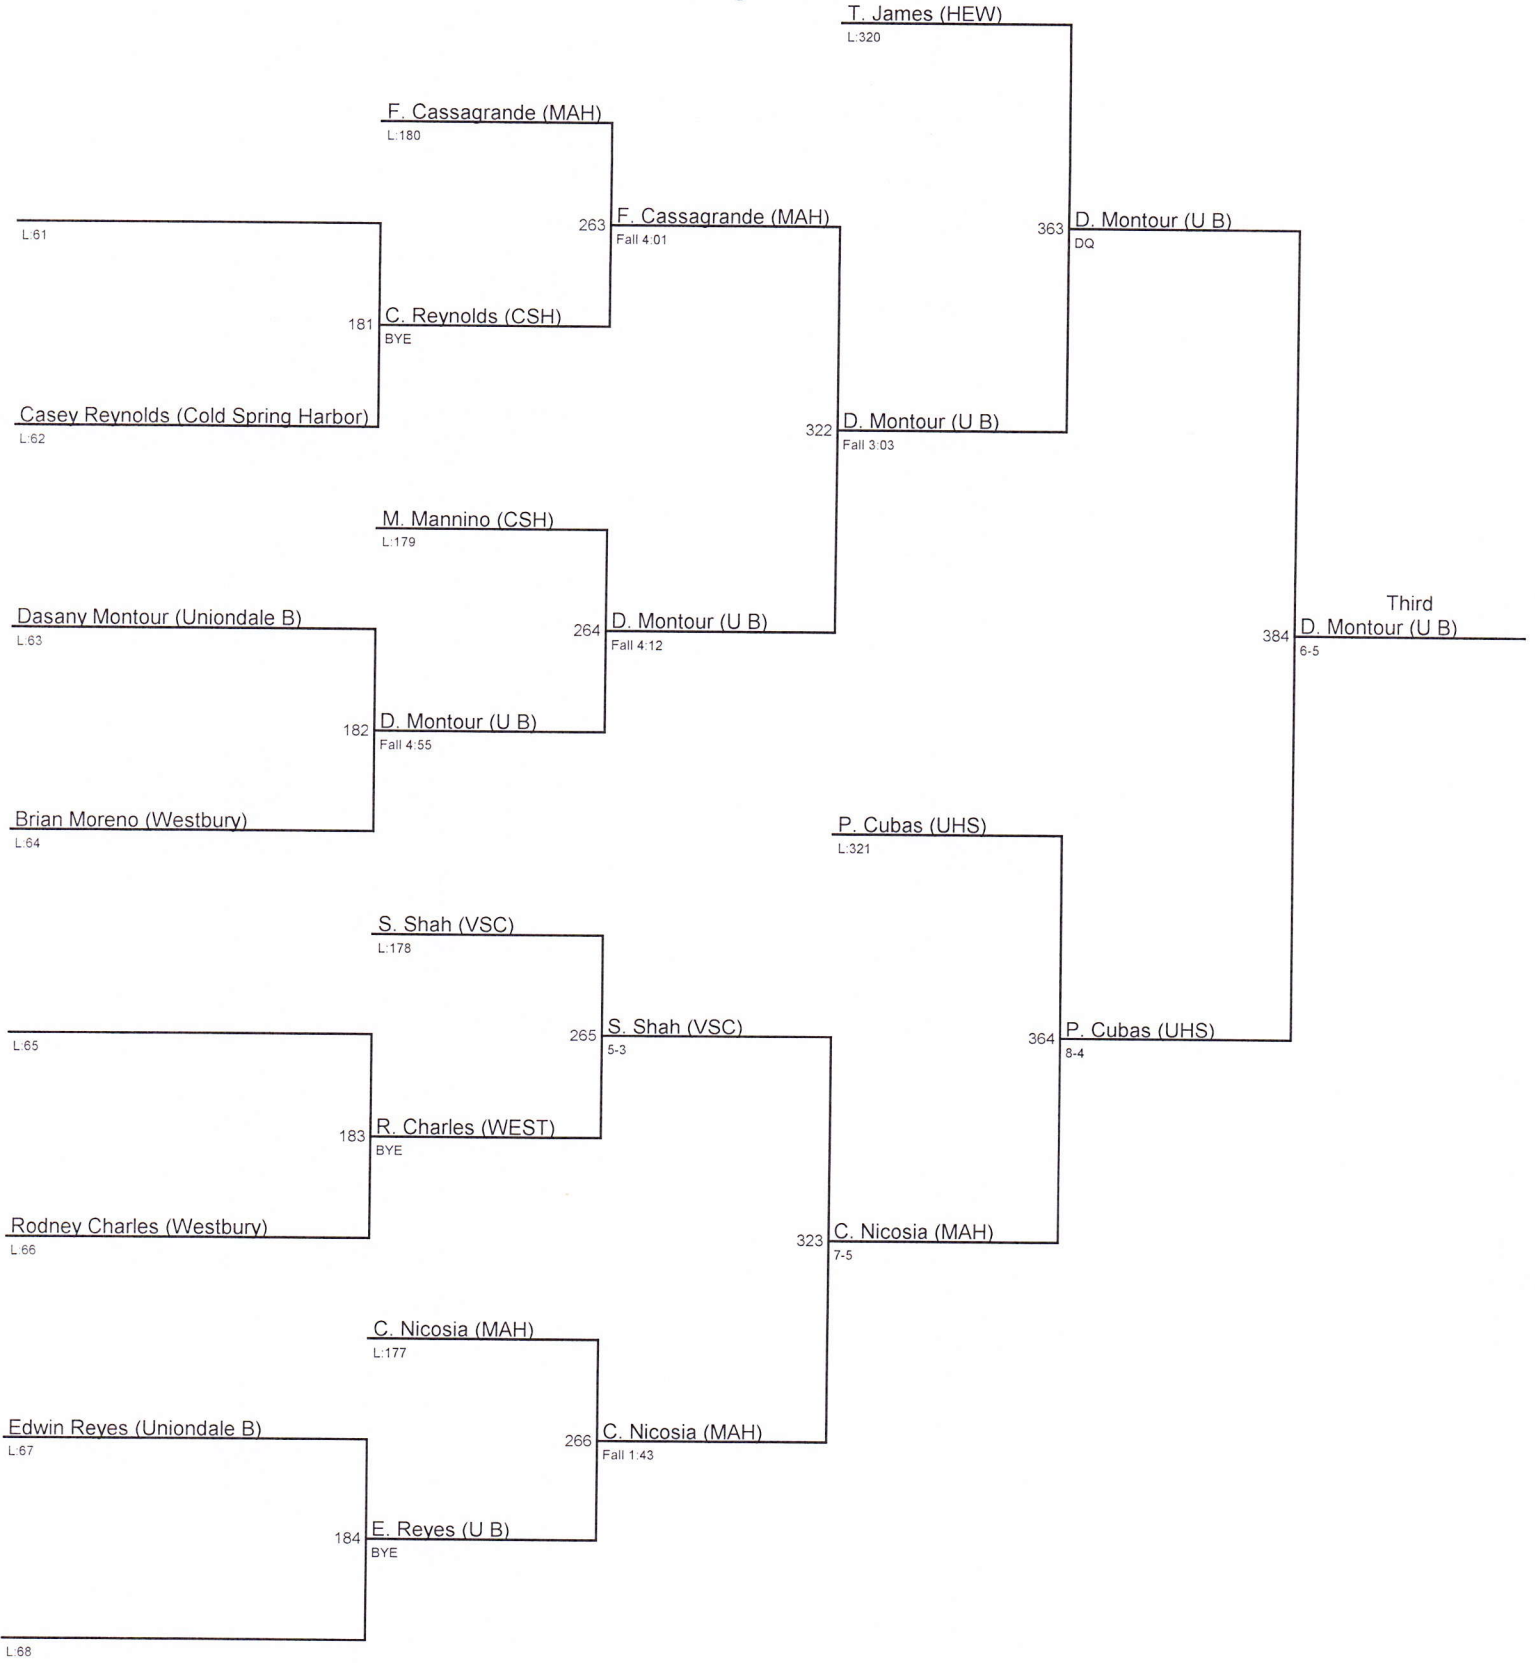 T. James (HEW)
L:320
F. Cassagrande (MAH)
L:180
263 F. Cassagrande (MAH)
Fall 4:01
L:61
363 D. Montour (U B)
DQ
181 C. Reynolds (CSH)
BYE
Casey Reynolds (Cold Spring Harbor)
L:62
322 D. Montour (U B)
Fall 3:03
M. Mannino (CSH)
L:179
Dasany Montour (Uniondale B)
L:63
264 D. Montour (U B)
Fall 4:12
Third
384 D. Montour (U B)
6-5
182 D. Montour (U B)
Fall 4:55
Brian Moreno (Westbury)
L:64
P. Cubas (UHS)
L:321
S. Shah (VSC)
L:178
265 S. Shah (VSC)
5-3
L:65
364 P. Cubas (UHS)
8-4
183 R. Charles (WEST)
BYE
Rodney Charles (Westbury)
L:66
323 C. Nicosia (MAH)
7-5
C. Nicosia (MAH)
L:177
Edwin Reyes (Uniondale B)
L:67
266 C. Nicosia (MAH)
Fall 1:43
184 E. Reyes (U B)
BYE
L:68